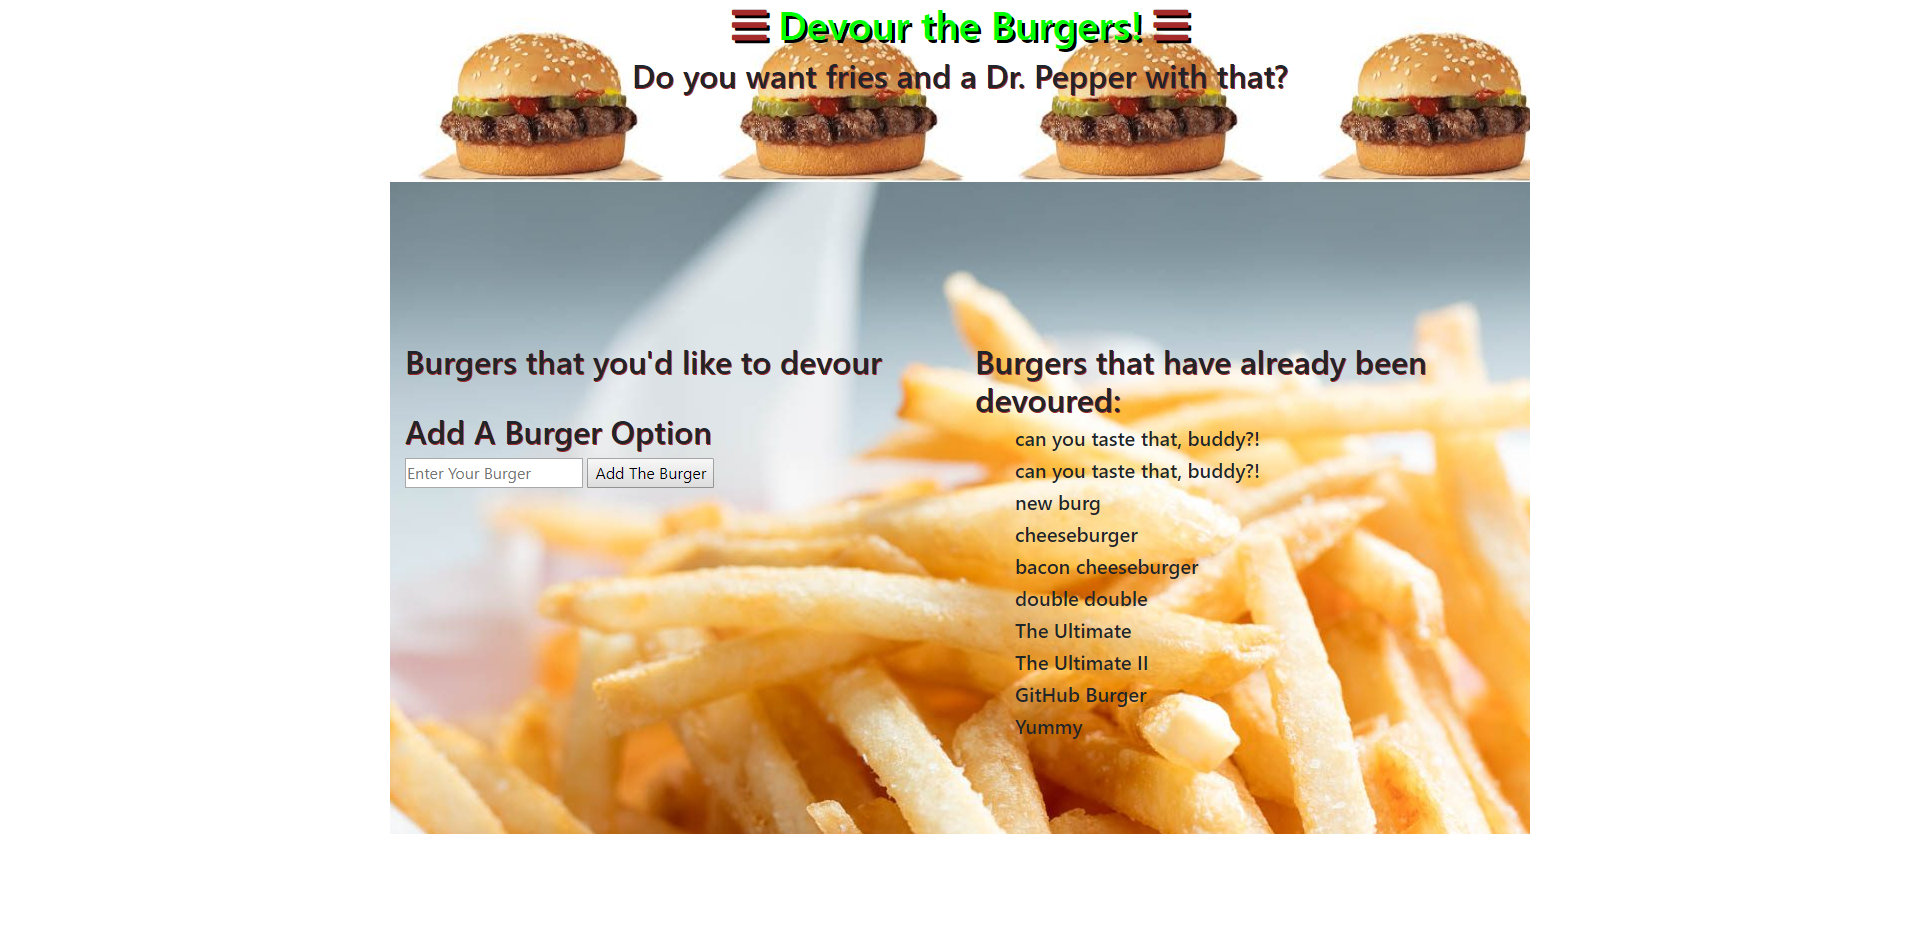 Devour the Burgers!
Do you want fries and a Dr. Pepper with that?
Burgers that you'd like to devour
Add A Burger Option
Enter Your Burger Add The Burger
Burgers that have already been
devoured:
can you taste that, buddy?!
can you taste that, buddy?!
new burg
cheeseburger
bacon cheeseburger
double double
The Ultimate
The Ultimate II
GitHub Burger
Yummy